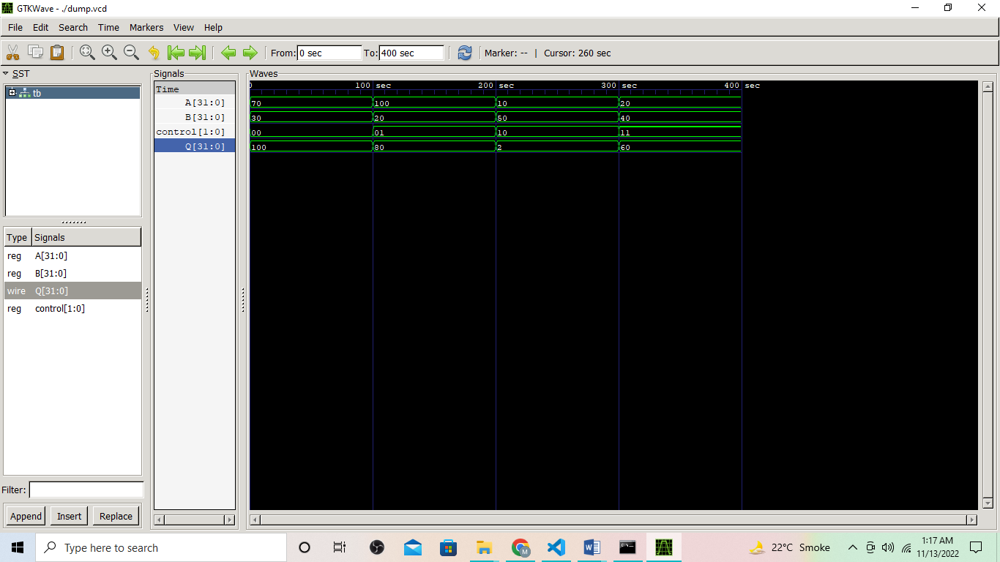 GTKWave - ./dump.vcd
File Edit Search Time Markers View Help
From: 0 sec To: 400 sec Marker: -- | Cursor: 260 sec
SST
tb
Type Signals
reg A[31:0]
reg B[31:0]
wire Q[31:0]
reg control[1:0]
Filter:
Append Insert Replace
Signals
Time
A[31:0]
B[31:0]
control[1:0]
Q[31:0]
Waves
0 100 sec 200 sec 300 sec 400 sec
70 100 10 20
30 20 50 40
00 01 10 11
100 80 2 60
Type here to search
22°C Smoke
1:17 AM
11/13/2022